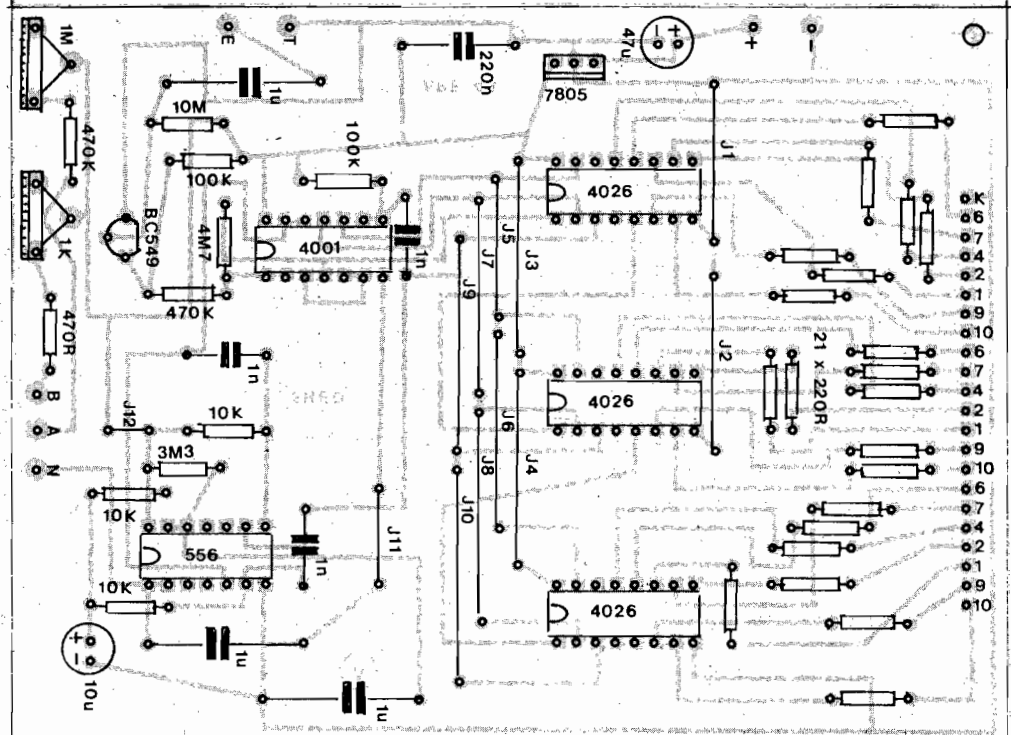 1M
E
T
220n
47u
+
-
+
-
7805
1u
10M
470K
100K
100K
J1
4026
BC549
4M7
4001
1n
1K
J5
J3
J7
J9
K
6
7
4
2
1
9
10
470K
470R
1n
J2
21 x 220R
6
7
4
2
1
9
10
B
A
N
J12
10K
3M3
10K
4026
J6
J4
J8
J10
J11
6
7
4
2
1
9
10
556
1n
10K
4026
+
-
10u
1u
1u